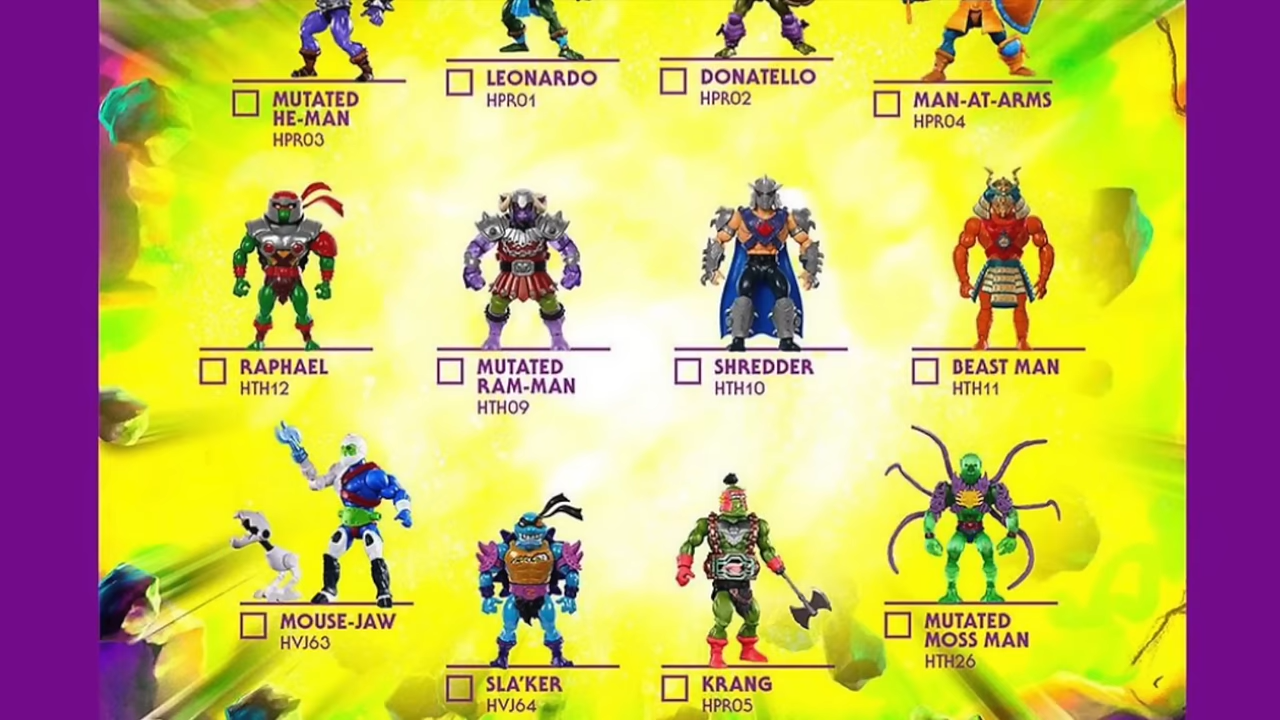 MUTATED
HE-MAN
HPR03
LEONARDO
HPR01
DONATELLO
HPR02
MAN-AT-ARMS
HPR04
RAPHAEL
HTH12
MUTATED
RAM-MAN
HTH09
SHREDDER
HTH10
BEAST MAN
HTH11
MOUSE-JAW
HVJ63
SLA'KER
HVJ64
KRANG
HPR05
MUTATED
MOSS MAN
HTH26